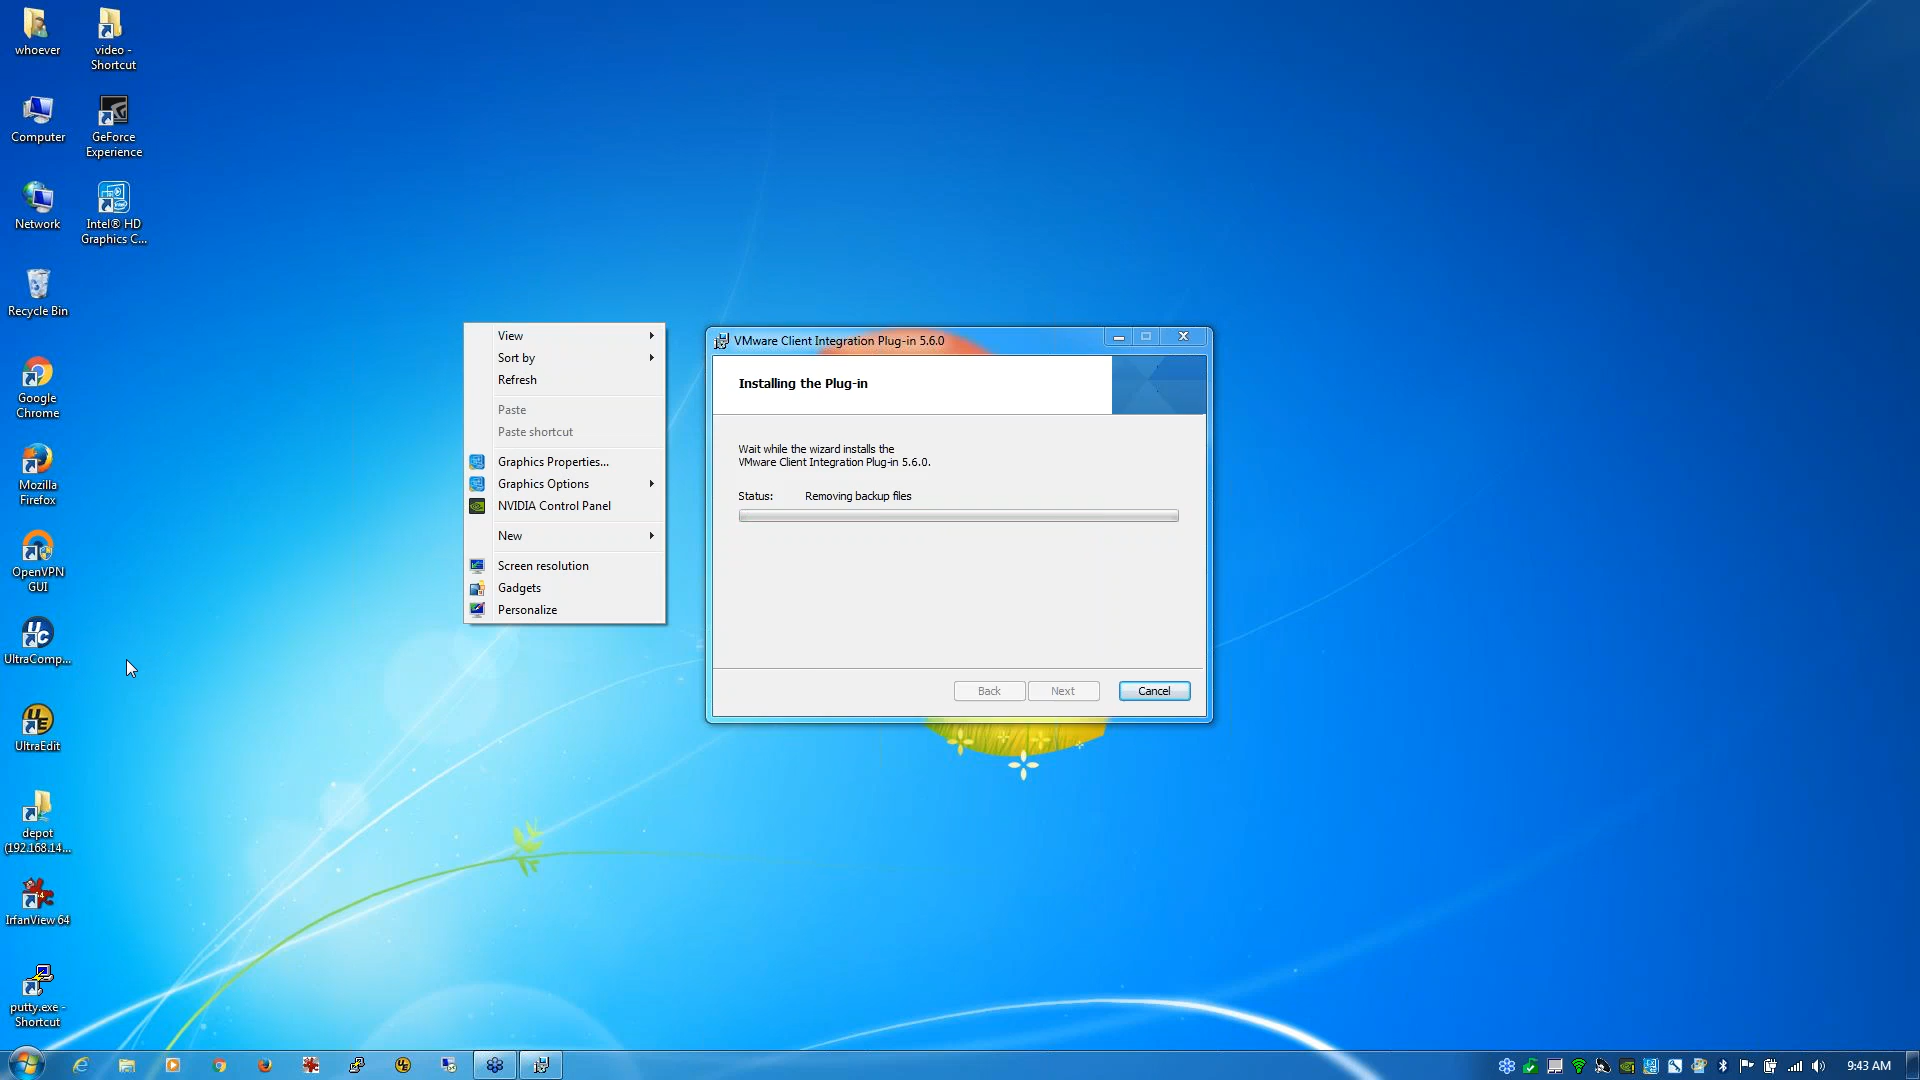 whoever
video -
Shortcut
Computer
GeForce
Experience
Network
Intel® HD
Graphics C...
Recycle Bin
Google
Chrome
Mozilla
Firefox
OpenVPN
GUI
UltraComp...
UltraEdit
depot
(192.168.14...
IrfanView 64
putty.exe -
Shortcut
View
Sort by
Refresh
Paste
Paste shortcut
Graphics Properties...
Graphics Options
NVIDIA Control Panel
New
Screen resolution
Gadgets
Personalize
VMware Client Integration Plug-in 5.6.0
Installing the Plug-in
Wait while the wizard installs the
VMware Client Integration Plug-in 5.6.0.
Status: Removing backup files
Back
Next
Cancel
9:43 AM